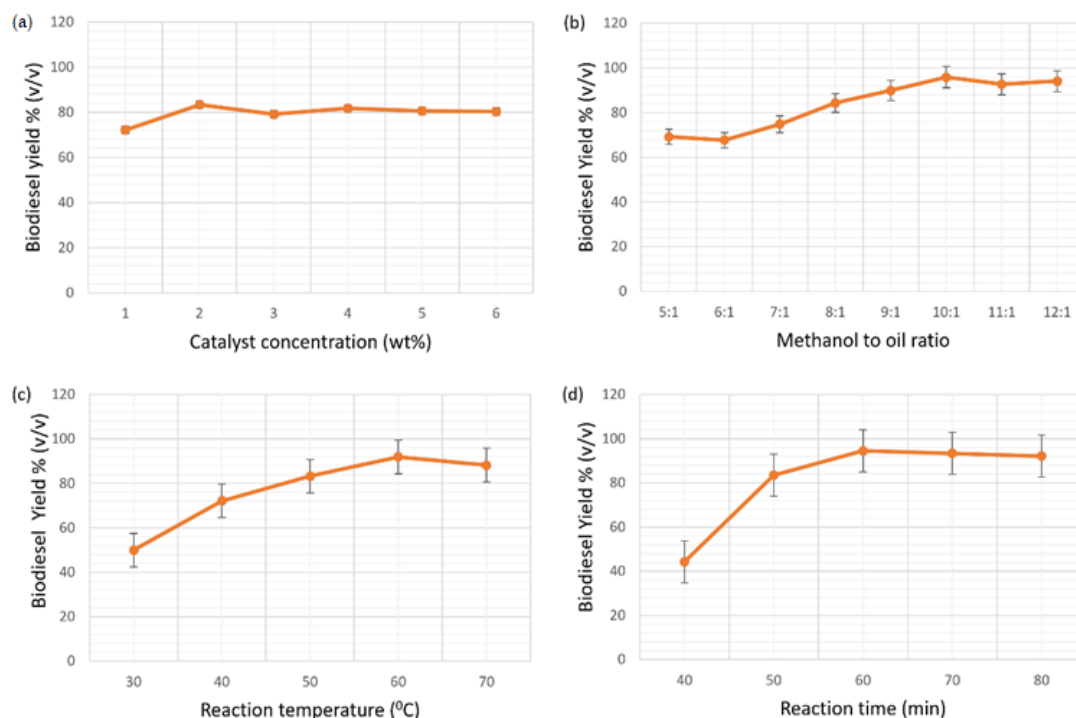 (a)
120
100
80
60
40
20
0
Biodiesel yield % (v/v)
1 2 3 4 5 6
Catalyst concentration (wt%)
(b)
120
100
80
60
40
20
0
Biodiesel Yield % (v/v)
5:1 6:1 7:1 8:1 9:1 10:1 11:1 12:1
Methanol to oil ratio
(c)
120
100
80
60
40
20
0
Biodiesel Yield % (v/v)
30 40 50 60 70
Reaction temperature (⁰C)
(d)
120
100
80
60
40
20
0
Biodiesel Yield % (v/v)
40 50 60 70 80
Reaction time (min)